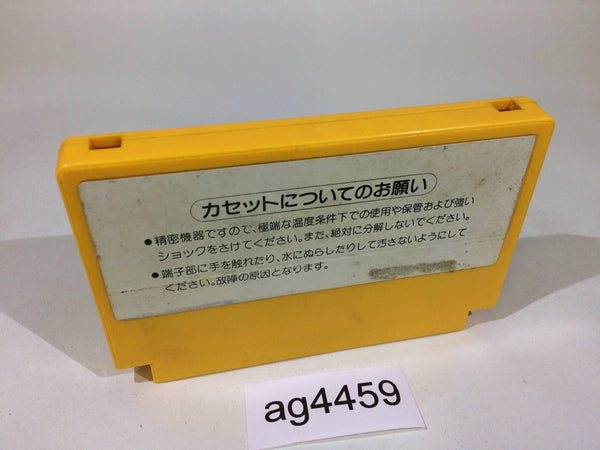 カセットについてのお願い
●精密機器ですので、極端な温度条件下での使用や保管および強い
ショックをさけてください。また、絶対に分解しないでください。
●端子部に手を触れたり、水にぬらしたりして汚さないようにして
ください。故障の原因となります。
ag4459